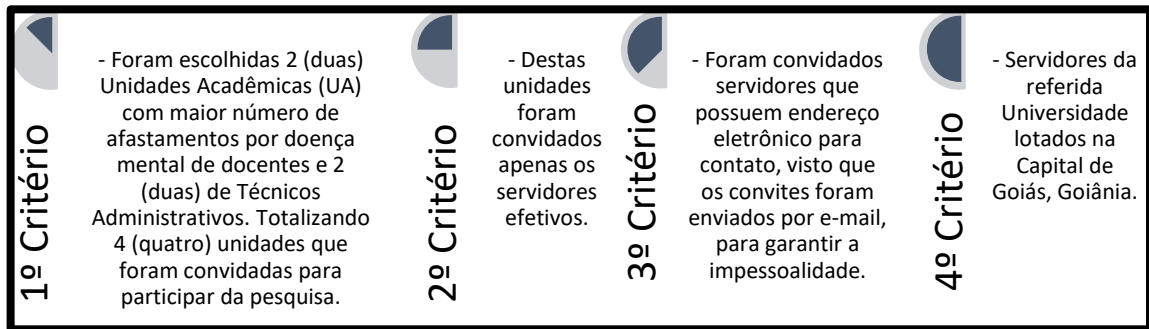 1º Critério
- Foram escolhidas 2 (duas)
Unidades Acadêmicas (UA)
com maior número de
afastamentos por doença
mental de docentes e 2
(duas) de Técnicos
Administrativos. Totalizando
4 (quatro) unidades que
foram convidadas para
participar da pesquisa.
2º Critério
- Destas
unidades
foram
convidados
apenas os
servidores
efetivos.
3º Critério
- Foram convidados
servidores que
possuem endereço
eletrônico para
contato, visto que
os convites foram
enviados por e-mail,
para garantir a
impessoalidade.
4º Critério
- Servidores da
referida
Universidade
lotados na
Capital de
Goiás, Goiânia.